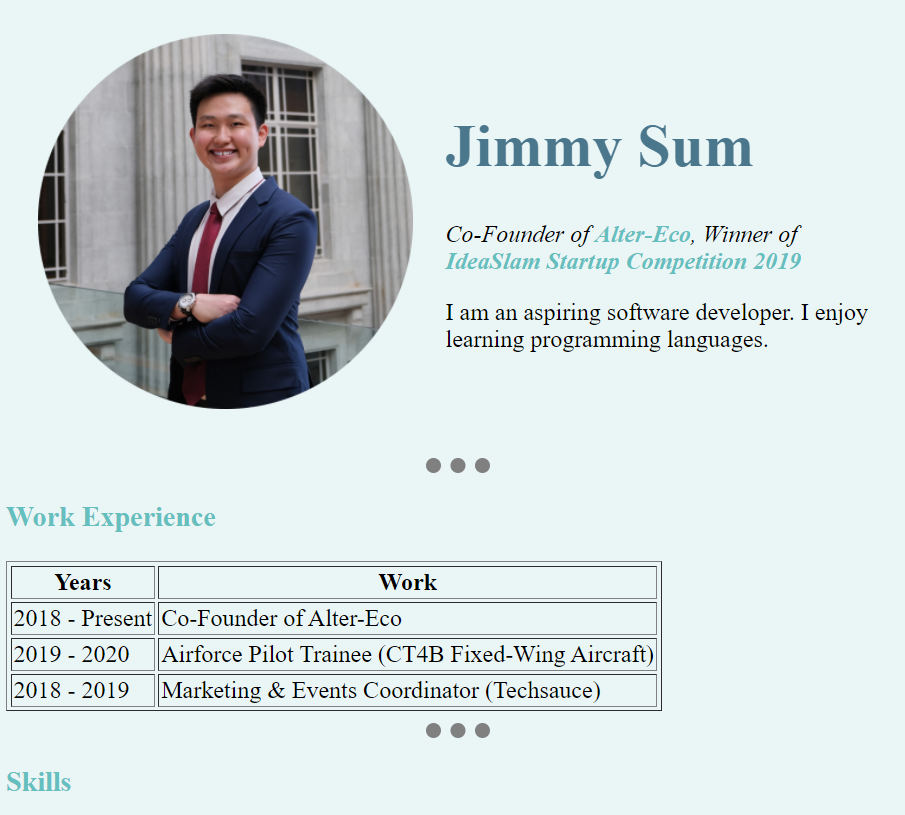 Jimmy Sum
Co-Founder of Alter-Eco, Winner of
IdeaSlam Startup Competition 2019
I am an aspiring software developer. I enjoy
learning programming languages.
Work Experience
Years Work
2018 - Present Co-Founder of Alter-Eco
2019 - 2020 Airforce Pilot Trainee (CT4B Fixed-Wing Aircraft)
2018 - 2019 Marketing & Events Coordinator (Techsauce)
Skills